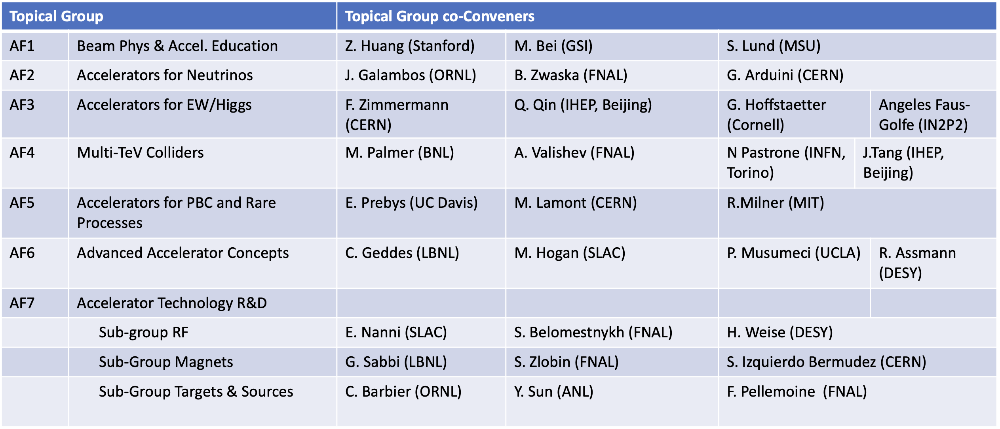 Topical Group Topical Group co-Conveners
AF1 Beam Phys & Accel. Education Z. Huang (Stanford) M. Bei (GSI) S. Lund (MSU)
AF2 Accelerators for Neutrinos J. Galambos (ORNL) B. Zwaska (FNAL) G. Arduini (CERN)
AF3 Accelerators for EW/Higgs F. Zimmermann Q. Qin (IHEP, Beijing) G. Hoffstaetter Angeles Faus-
(CERN) (Cornell) Golfe (IN2P2)
AF4 Multi-TeV Colliders M. Palmer (BNL) A. Valishev (FNAL) N Pastrone (INFN, J.Tang (IHEP,
Torino) Beijing)
AF5 Accelerators for PBC and Rare E. Prebys (UC Davis) M. Lamont (CERN) R.Milner (MIT)
Processes
AF6 Advanced Accelerator Concepts C. Geddes (LBNL) M. Hogan (SLAC) P. Musumeci (UCLA) R. Assmann
(DESY)
AF7 Accelerator Technology R&D
Sub-group RF E. Nanni (SLAC) S. Belomestnykh (FNAL) H. Weise (DESY)
Sub-Group Magnets G. Sabbi (LBNL) S. Zlobin (FNAL) S. Izquierdo Bermudez (CERN)
Sub-Group Targets & Sources C. Barbier (ORNL) Y. Sun (ANL) F. Pellemoine (FNAL)